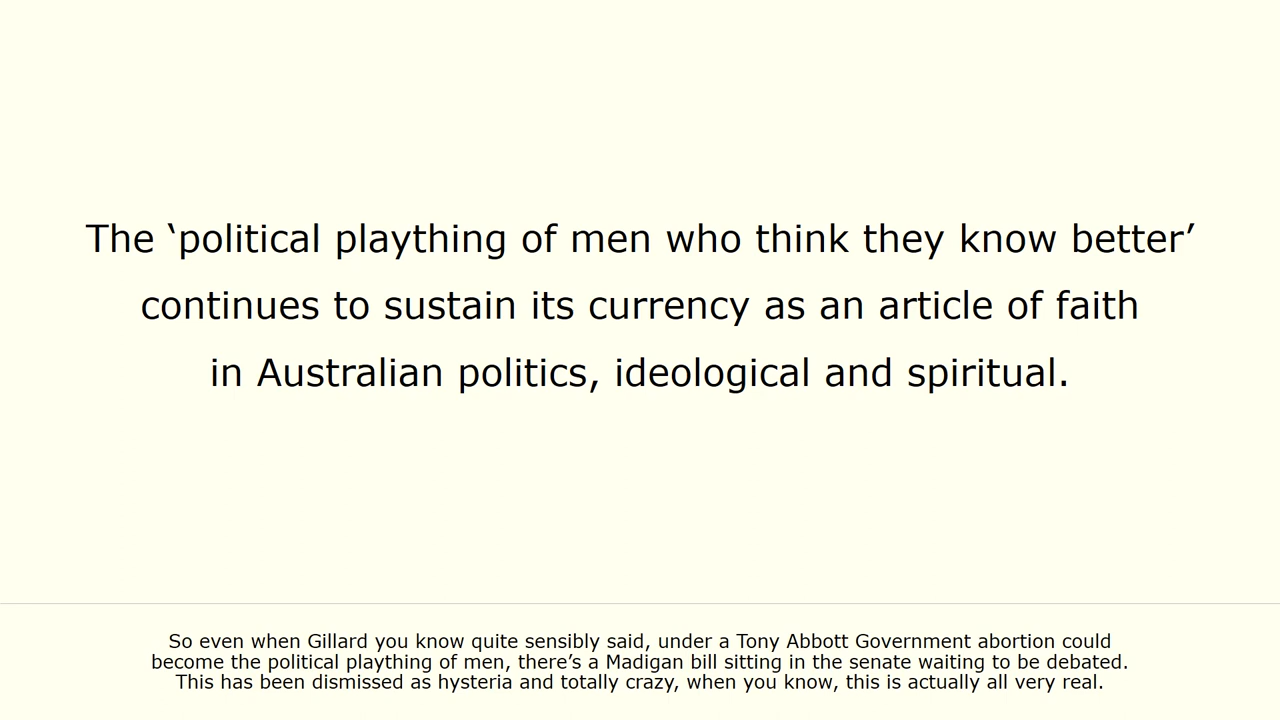 The ‘political plaything of men who think they know better’
continues to sustain its currency as an article of faith
in Australian politics, ideological and spiritual.
So even when Gillard you know quite sensibly said, under a Tony Abbott Government abortion could
become the political plaything of men, there’s a Madigan bill sitting in the senate waiting to be debated.
This has been dismissed as hysteria and totally crazy, when you know, this is actually all very real.